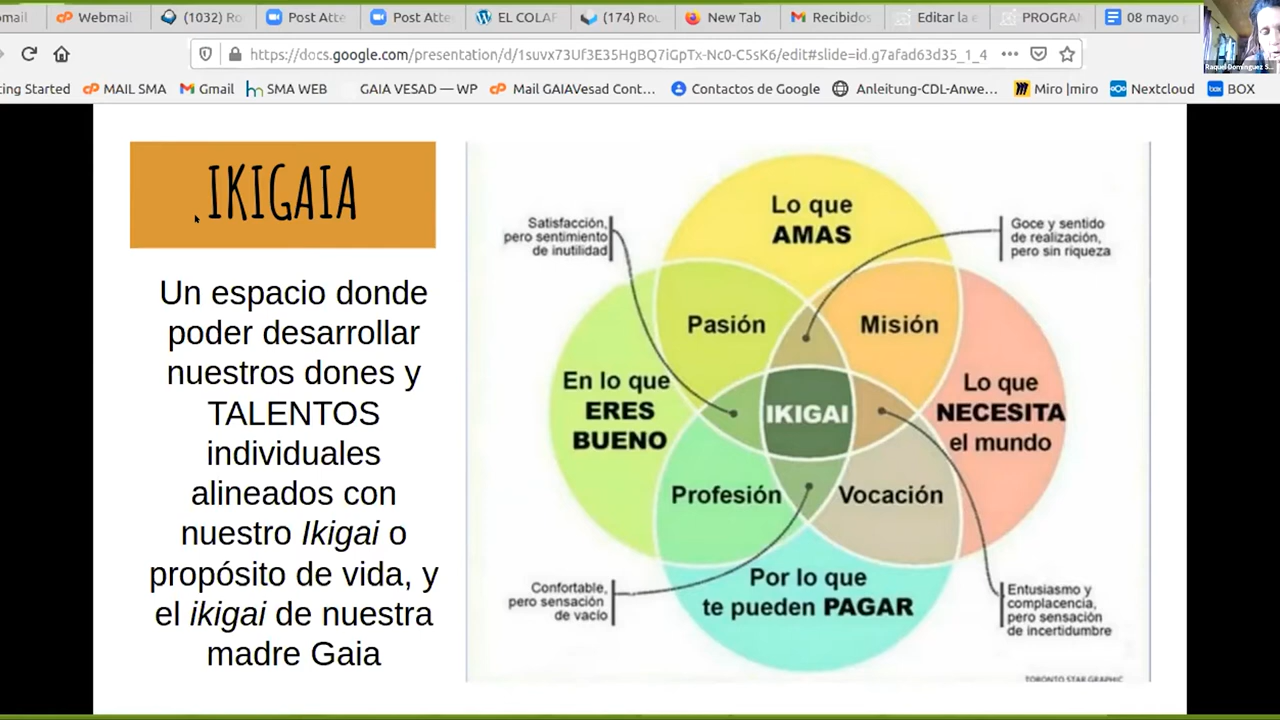 mail
Webmail
(1032) Ro
Post Atte
Post Atte
EL COLAF
(174) Rou
New Tab
Recibidos
Editar la e
PROGRA
08 mayo p
https://docs.google.com/presentation/d/1suvx73Uf3E35HgBQ7iGpTx-Nc0-C5sK6/edit#slide=id.g7afad63d35_1_4
ing Started
MAIL SMA
Gmail
SMA WEB
GAIA VESAD — WP
Mail GAIAVesad Cont…
Contactos de Google
Anleitung-CDL-Anwe…
Miro |miro
Nextcloud
BOX
IKIGAIA
Un espacio donde
poder desarrollar
nuestros dones y
TALENTOS
individuales
alineados con
nuestro Ikigai o
propósito de vida, y
el ikigai de nuestra
madre Gaia
Lo que
AMAS
Satisfacción,
pero sentimiento
de inutilidad
Goce y sentido
de realización,
pero sin riqueza
Pasión
Misión
En lo que
ERES
BUENO
IKIGAI
Lo que
NECESITA
el mundo
Profesión
Vocación
Por lo que
te pueden PAGAR
Confortable,
pero sensación
de vacío
Entusiasmo y
complacencia,
pero sensación
de incertidumbre
TORONTO STAR GRAPHIC